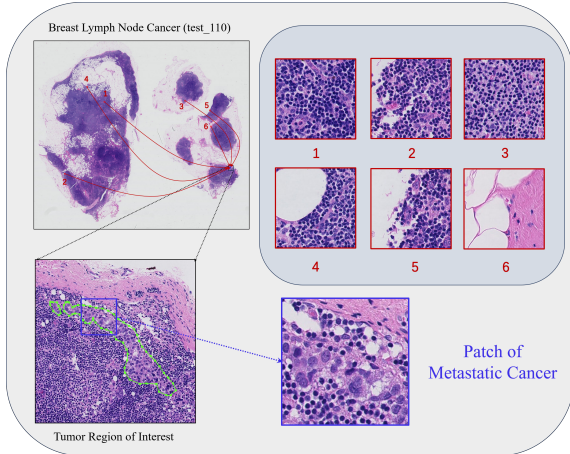 Breast Lymph Node Cancer (test_110)
4
3
5
6
2
1
2
3
4
5
6
Patch of
Metastatic Cancer
Tumor Region of Interest